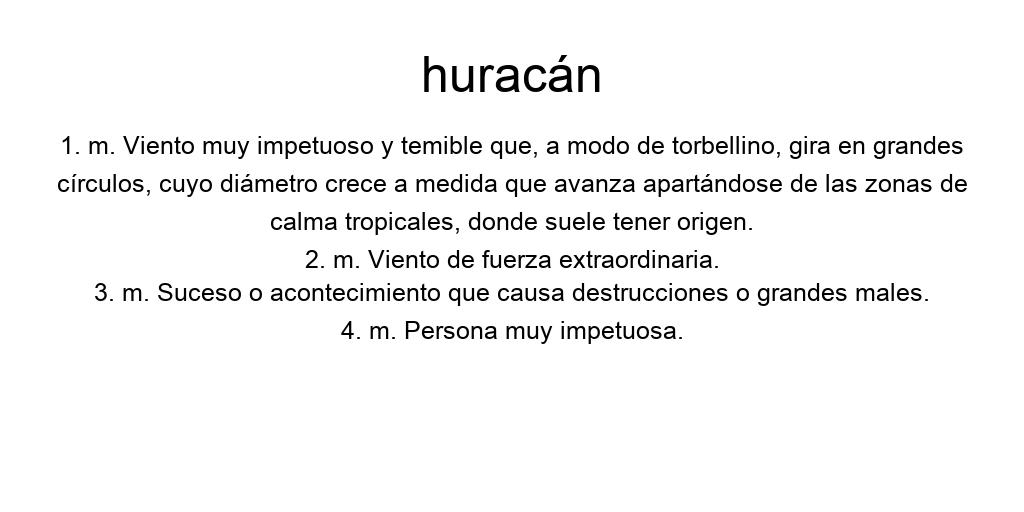 huracán
1. m. Viento muy impetuoso y temible que, a modo de torbellino, gira en grandes
círculos, cuyo diámetro crece a medida que avanza apartándose de las zonas de
calma tropicales, donde suele tener origen.
2. m. Viento de fuerza extraordinaria.
3. m. Suceso o acontecimiento que causa destrucciones o grandes males.
4. m. Persona muy impetuosa.